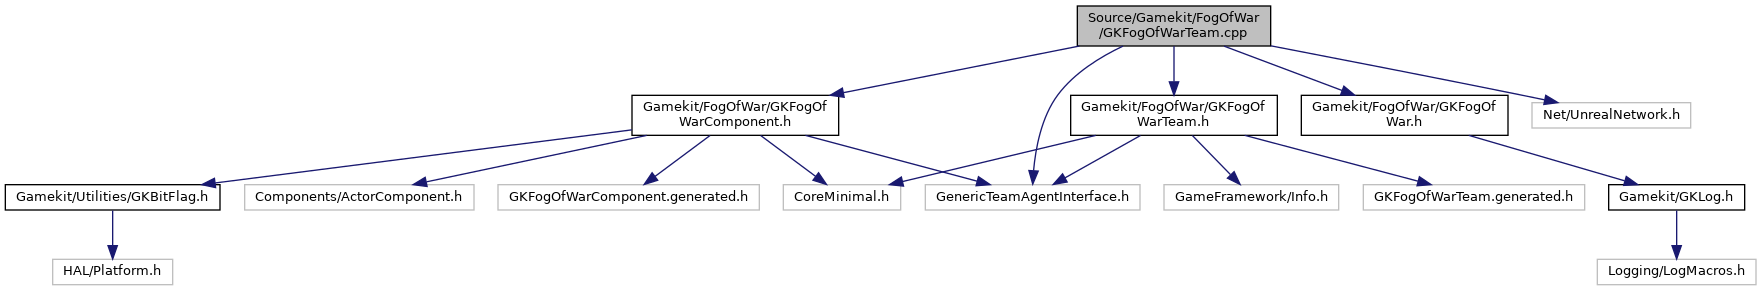 Source/Gamekit/FogOfWar
/GKFogOfWarTeam.cpp
Gamekit/FogOfWar/GKFogOf
WarComponent.h
Gamekit/FogOfWar/GKFogOf
WarTeam.h
Gamekit/FogOfWar/GKFogOf
War.h
Net/UnrealNetwork.h
Gamekit/Utilities/GKBitFlag.h
Components/ActorComponent.h
GKFogOfWarComponent.generated.h
CoreMinimal.h
GenericTeamAgentInterface.h
GameFramework/Info.h
GKFogOfWarTeam.generated.h
Gamekit/GKLog.h
HAL/Platform.h
Logging/LogMacros.h